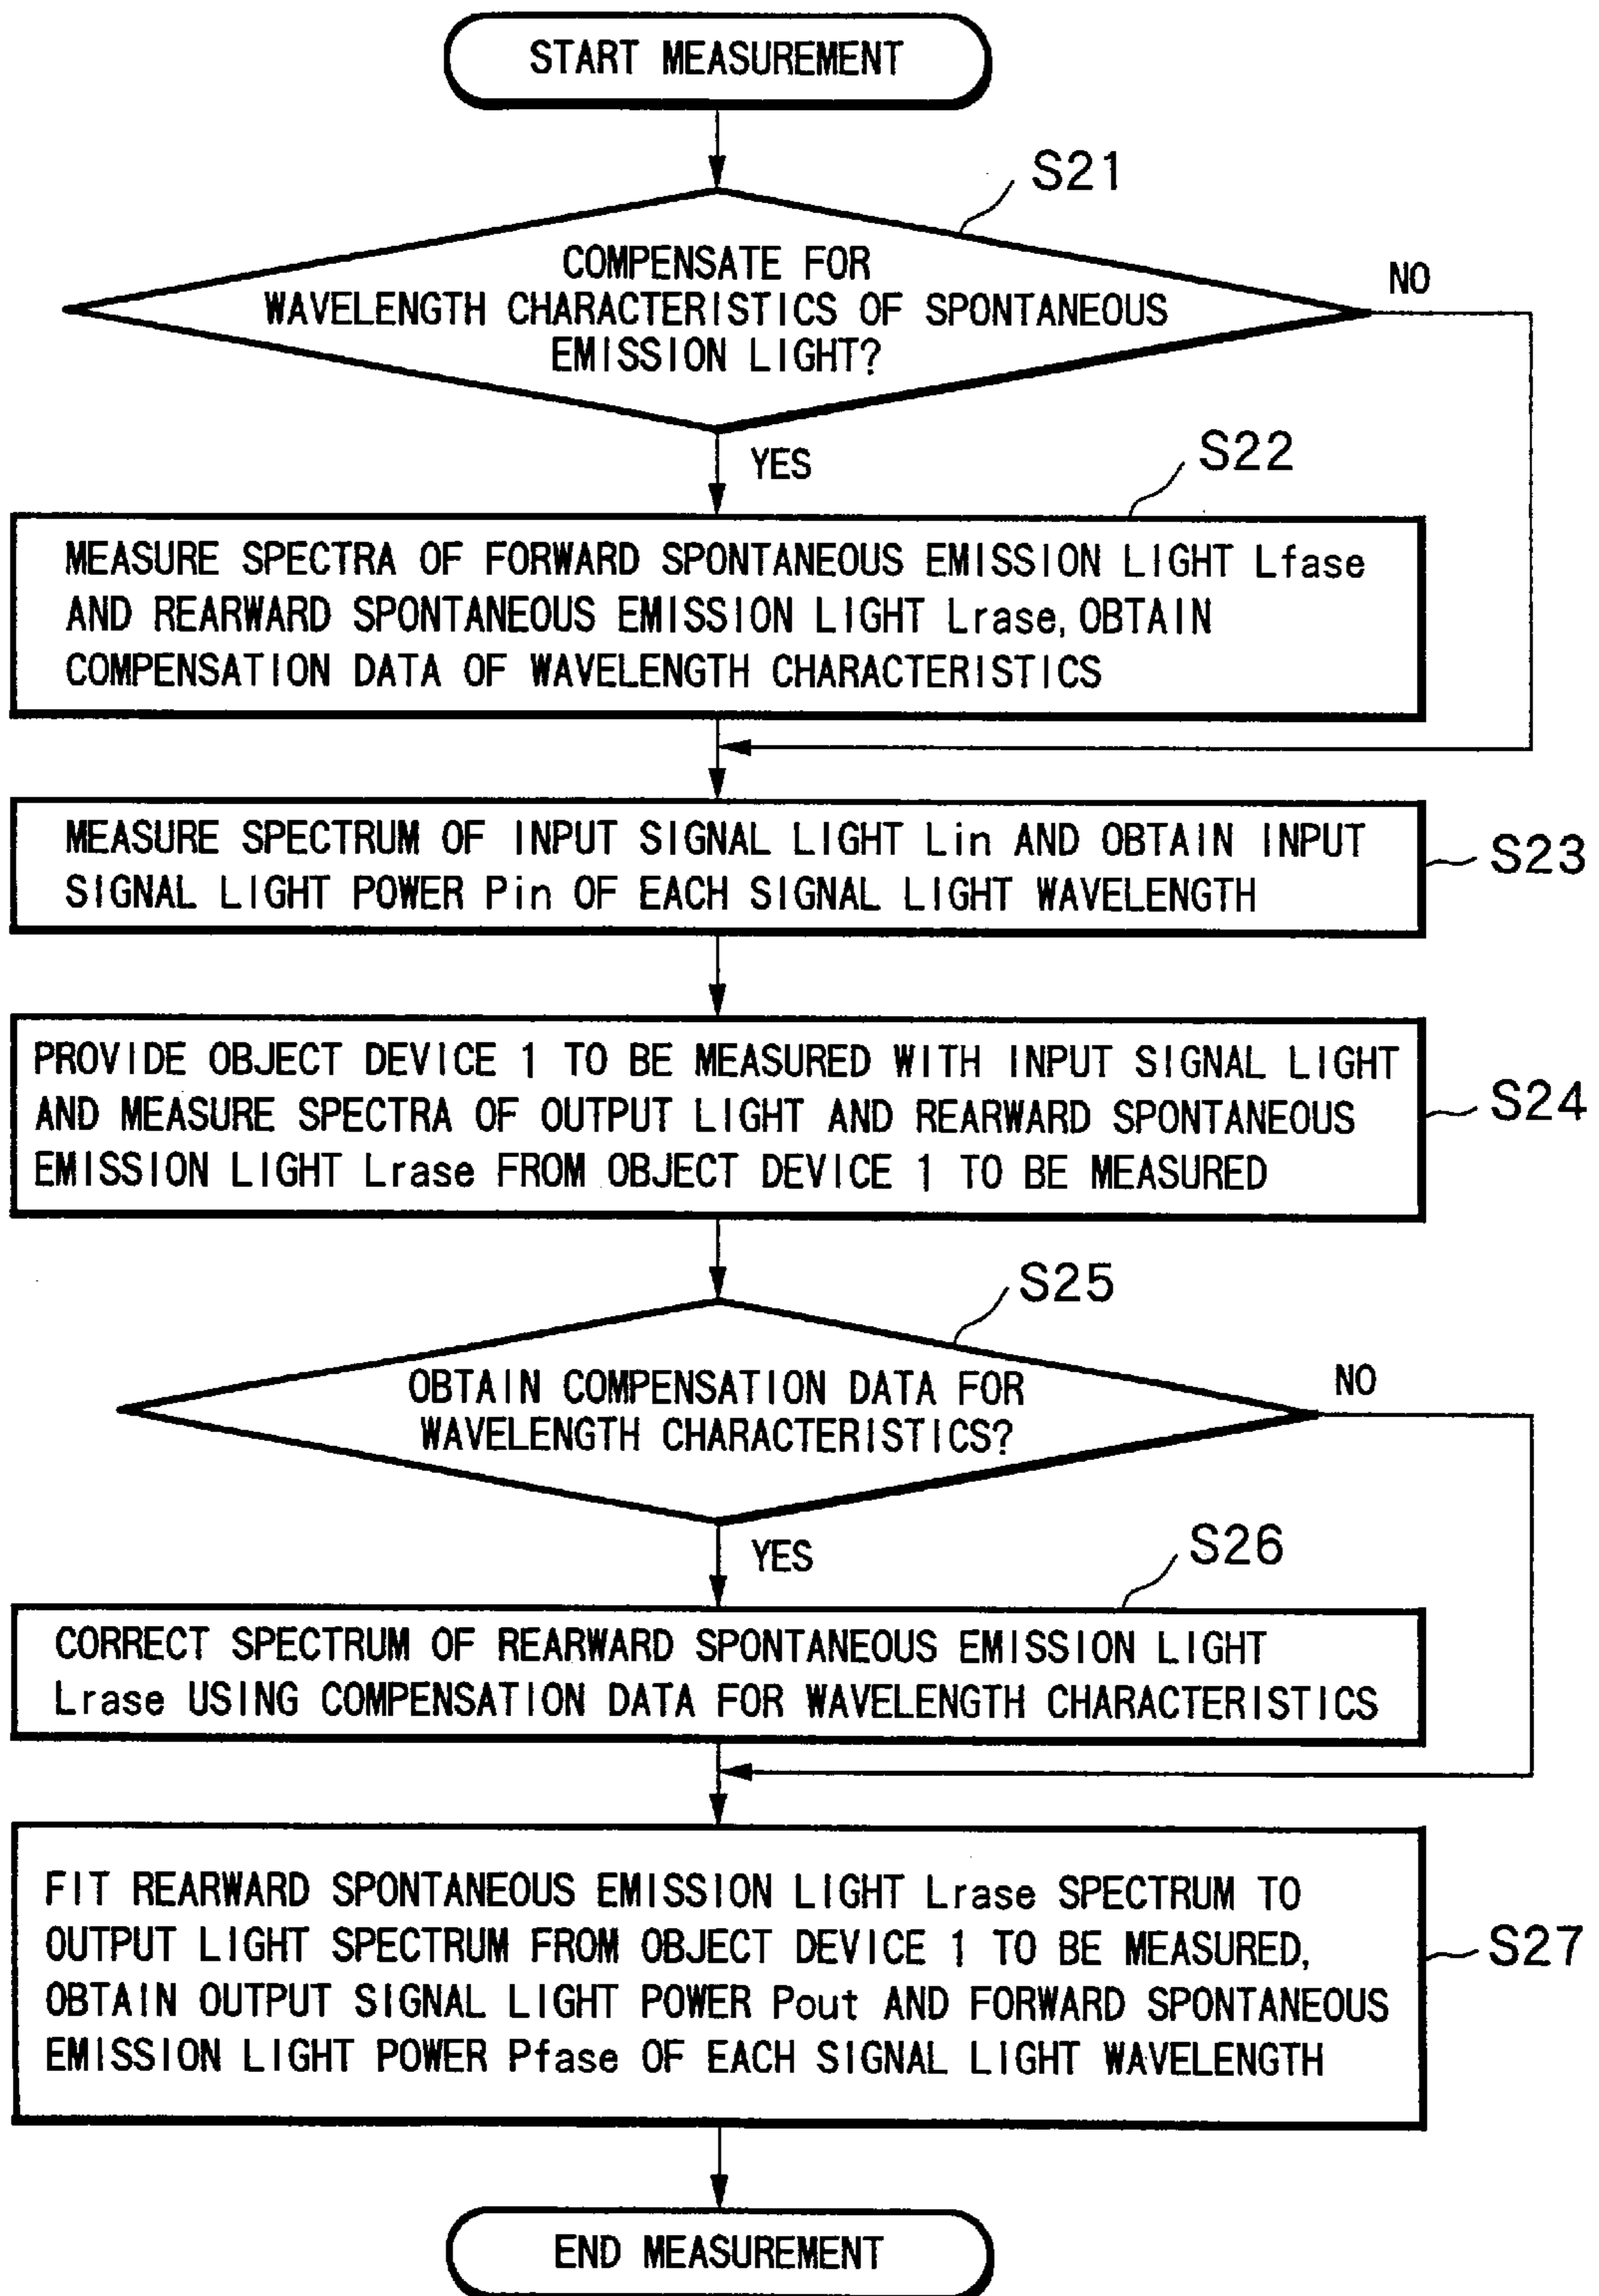 START MEASUREMENT
S21
COMPENSATE FOR
WAVELENGTH CHARACTERISTICS OF SPONTANEOUS
EMISSION LIGHT?
NO
YES
S22
MEASURE SPECTRA OF FORWARD SPONTANEOUS EMISSION LIGHT Lfase
AND REARWARD SPONTANEOUS EMISSION LIGHT Lrase, OBTAIN
COMPENSATION DATA OF WAVELENGTH CHARACTERISTICS
MEASURE SPECTRUM OF INPUT SIGNAL LIGHT Lin AND OBTAIN INPUT
SIGNAL LIGHT POWER Pin OF EACH SIGNAL LIGHT WAVELENGTH
S23
PROVIDE OBJECT DEVICE 1 TO BE MEASURED WITH INPUT SIGNAL LIGHT
AND MEASURE SPECTRA OF OUTPUT LIGHT AND REARWARD SPONTANEOUS
EMISSION LIGHT Lrase FROM OBJECT DEVICE 1 TO BE MEASURED
S24
S25
OBTAIN COMPENSATION DATA FOR
WAVELENGTH CHARACTERISTICS?
NO
YES
S26
CORRECT SPECTRUM OF REARWARD SPONTANEOUS EMISSION LIGHT
Lrase USING COMPENSATION DATA FOR WAVELENGTH CHARACTERISTICS
FIT REARWARD SPONTANEOUS EMISSION LIGHT Lrase SPECTRUM TO
OUTPUT LIGHT SPECTRUM FROM OBJECT DEVICE 1 TO BE MEASURED,
OBTAIN OUTPUT SIGNAL LIGHT POWER Pout AND FORWARD SPONTANEOUS
EMISSION LIGHT POWER Pfase OF EACH SIGNAL LIGHT WAVELENGTH
S27
END MEASUREMENT